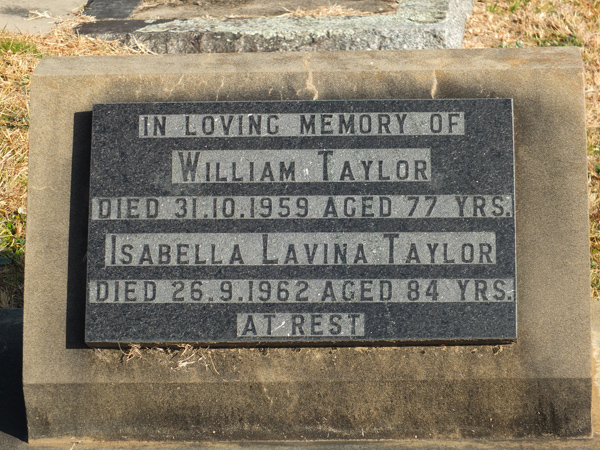 IN LOVING MEMORY OF
WILLIAM TAYLOR
DIED 31.10.1959 AGED 77 YRS.
ISABELLA LAVINA TAYLOR
DIED 26.9.1962 AGED 84 YRS.
AT REST